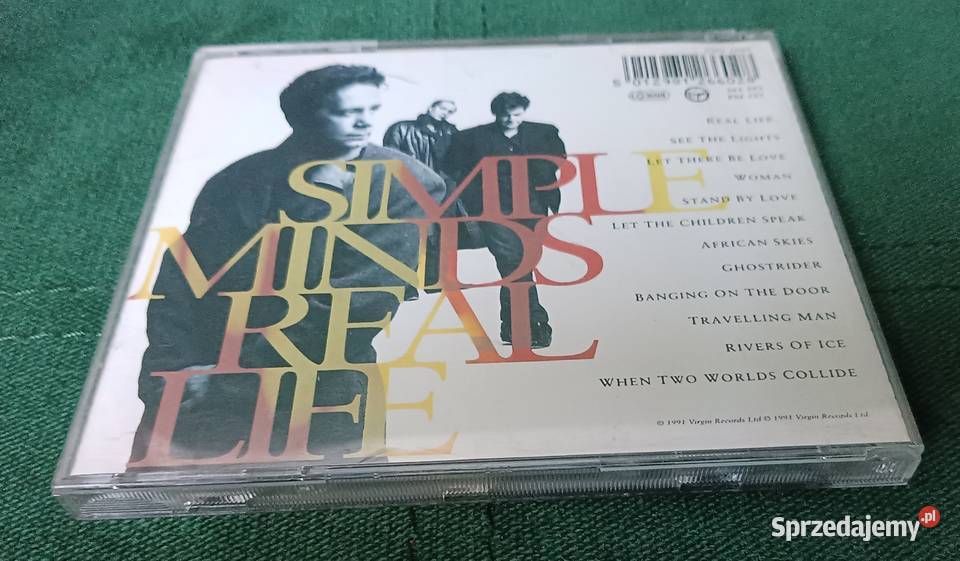 SIMPLE
MINDS
REAL
LIFE
REAL LIFE
SEE THE LIGHTS
LET THERE BE LOVE
WOMAN
STAND BY LOVE
LET THE CHILDREN SPEAK
AFRICAN SKIES
GHOSTRIDER
BANGING ON THE DOOR
TRAVELLING MAN
RIVERS OF ICE
WHEN TWO WORLDS COLLIDE
℗ 1991 Virgin Records Ltd © 1991 Virgin Records Ltd
Sprzedajemy.pl